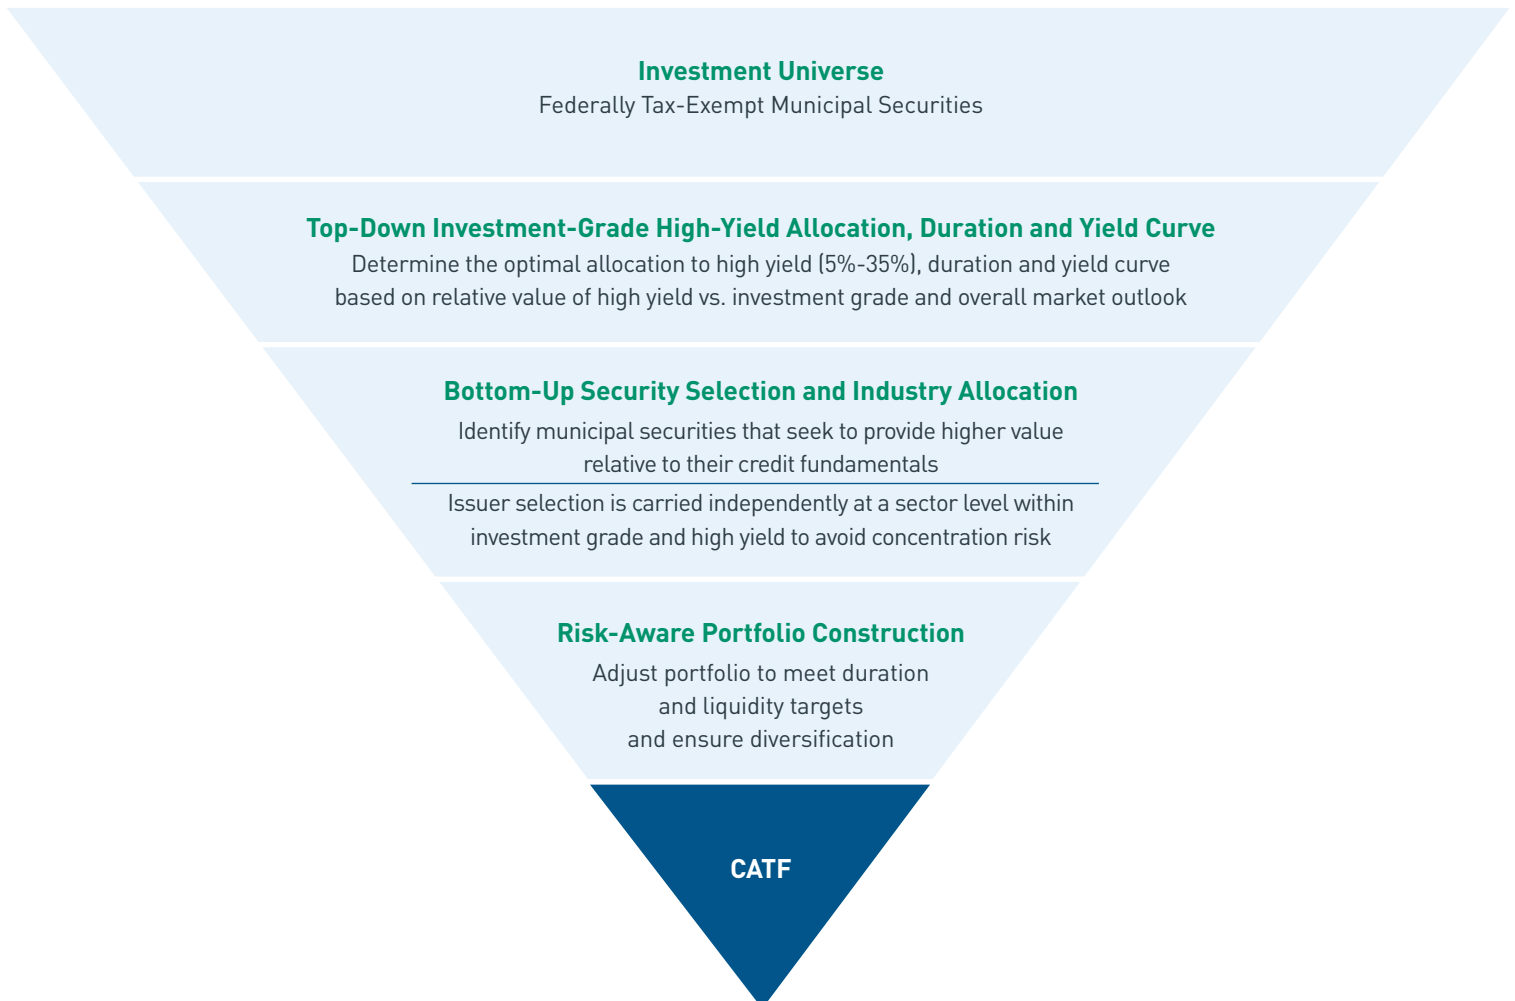 Investment Universe
Federally Tax-Exempt Municipal Securities
Top-Down Investment-Grade High-Yield Allocation, Duration and Yield Curve
Determine the optimal allocation to high yield (5%-35%), duration and yield curve
based on relative value of high yield vs. investment grade and overall market outlook
Bottom-Up Security Selection and Industry Allocation
Identify municipal securities that seek to provide higher value
relative to their credit fundamentals
Issuer selection is carried independently at a sector level within
investment grade and high yield to avoid concentration risk
Risk-Aware Portfolio Construction
Adjust portfolio to meet duration
and liquidity targets
and ensure diversification
CATF